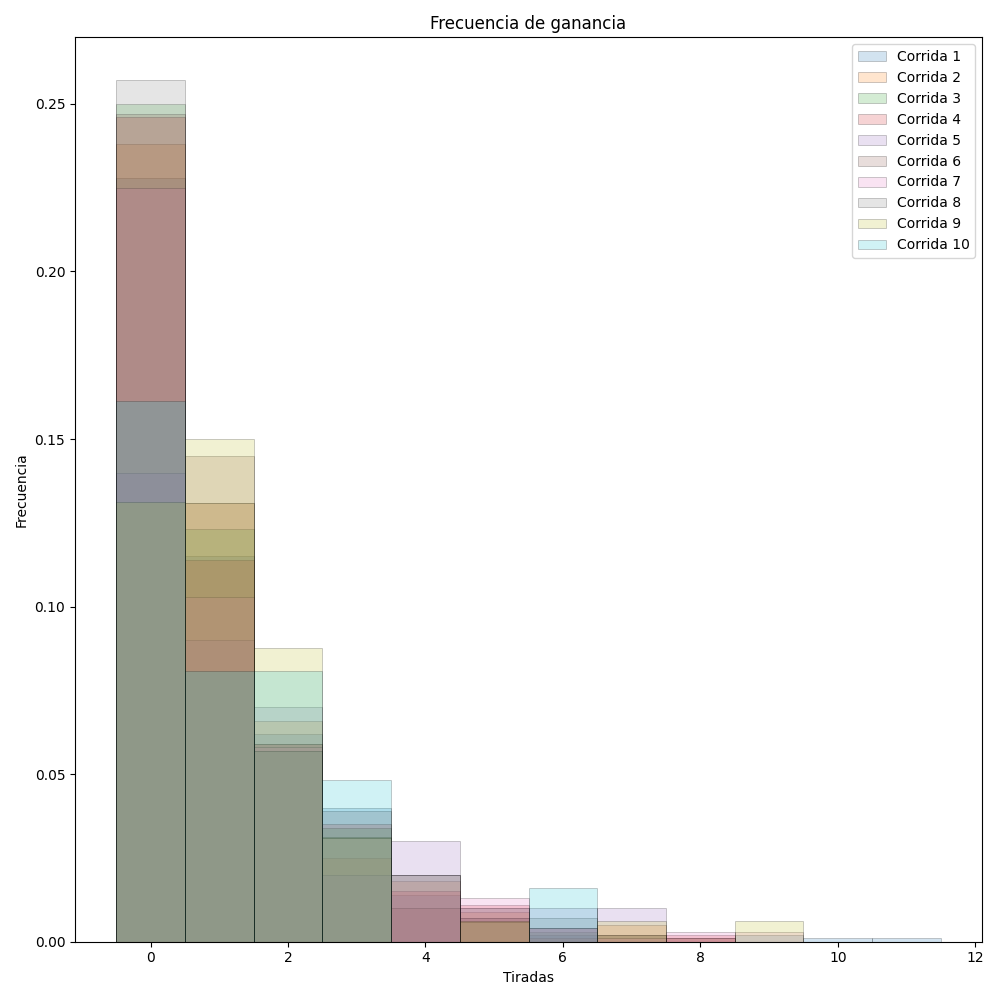 Frecuencia de ganancia
Corrida 1
Corrida 2
Corrida 3
Corrida 4
Corrida 5
Corrida 6
Corrida 7
Corrida 8
Corrida 9
Corrida 10
Frecuencia
0.25
0.20
0.15
0.10
0.05
0.00
0 2 4 6 8 10 12
Tiradas